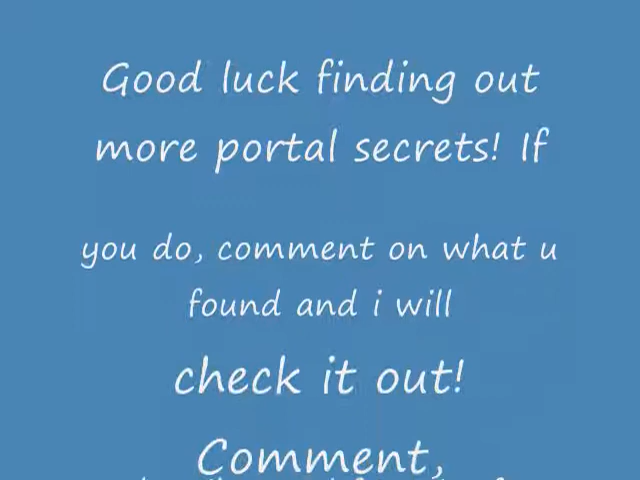 Good luck finding out
more portal secrets! If
you do, comment on what u
found and i will
check it out!
Comment,